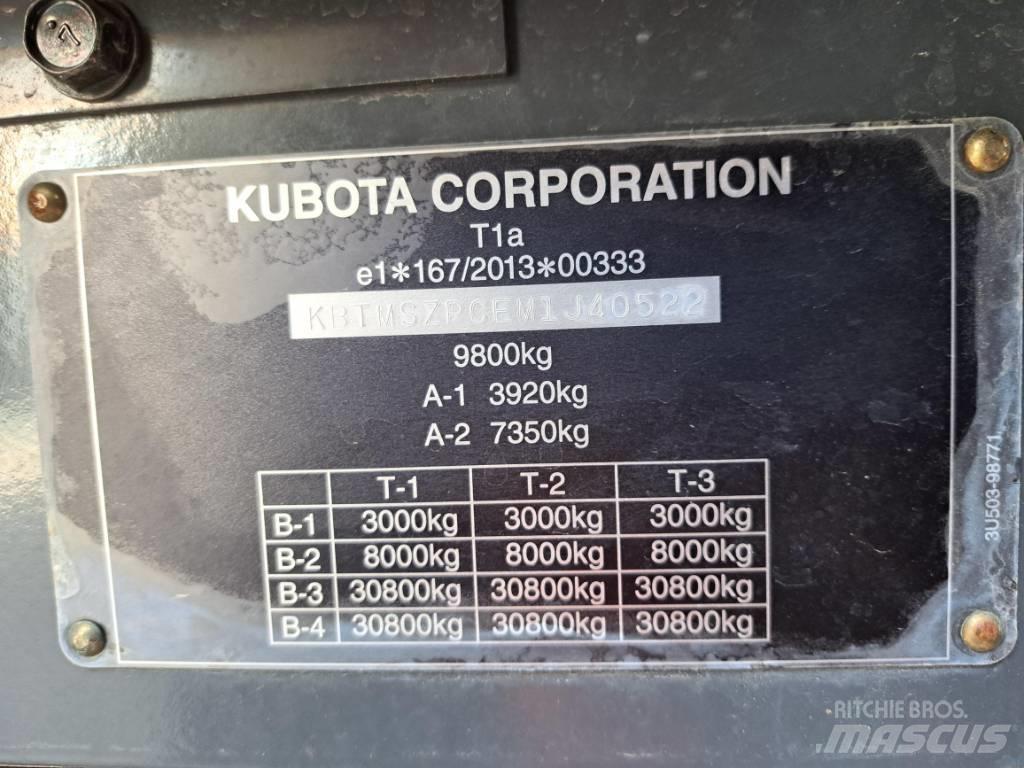 KUBOTA CORPORATION
T1a
e1*167/2013*00333
KBTMSZPCEM1J40522
9800kg
A-1 3920kg
A-2 7350kg
T-1 T-2 T-3
B-1 3000kg 3000kg 3000kg
B-2 8000kg 8000kg 8000kg
B-3 30800kg 30800kg 30800kg
B-4 30800kg 30800kg 30800kg
3U503-98771
RITCHIE BROS.
MASCUS